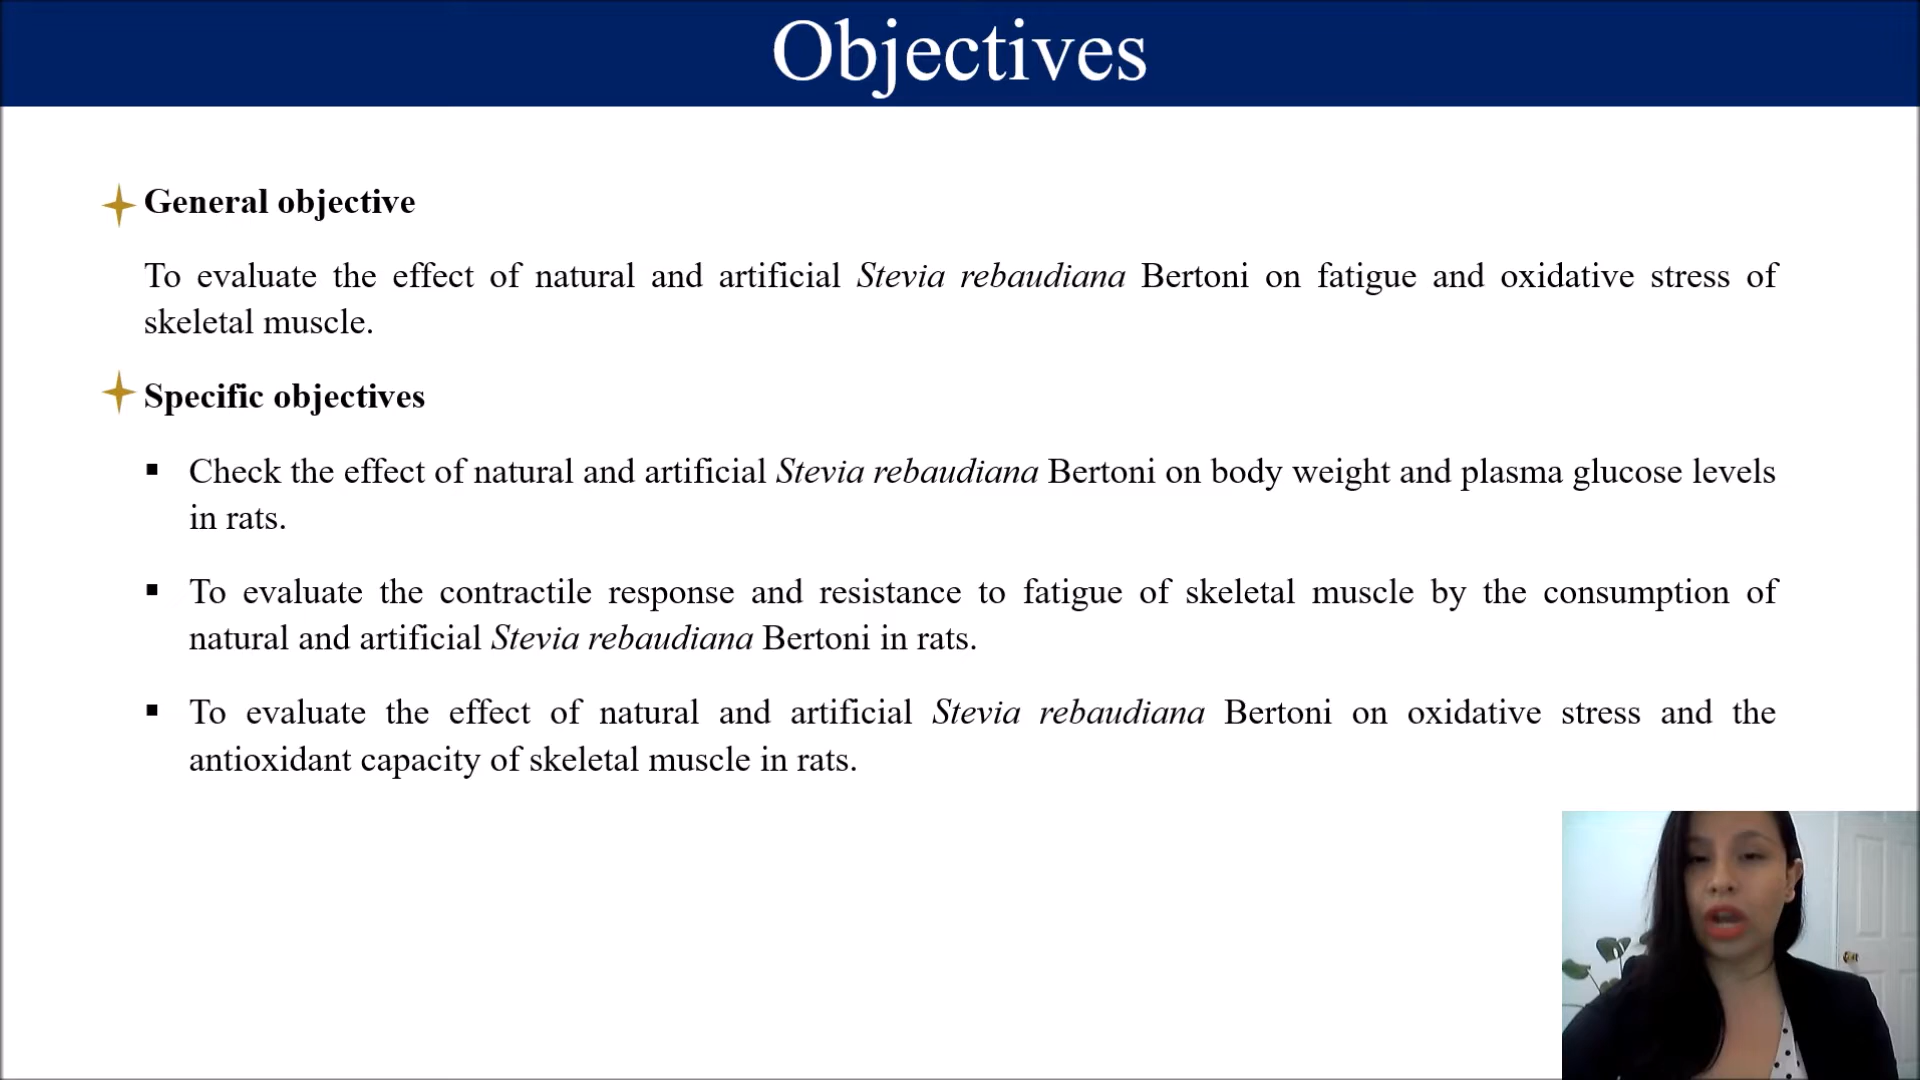 Objectives
General objective
To evaluate the effect of natural and artificial Stevia rebaudiana Bertoni on fatigue and oxidative stress of
skeletal muscle.
Specific objectives
▪ Check the effect of natural and artificial Stevia rebaudiana Bertoni on body weight and plasma glucose levels
in rats.
▪ To evaluate the contractile response and resistance to fatigue of skeletal muscle by the consumption of
natural and artificial Stevia rebaudiana Bertoni in rats.
▪ To evaluate the effect of natural and artificial Stevia rebaudiana Bertoni on oxidative stress and the
antioxidant capacity of skeletal muscle in rats.